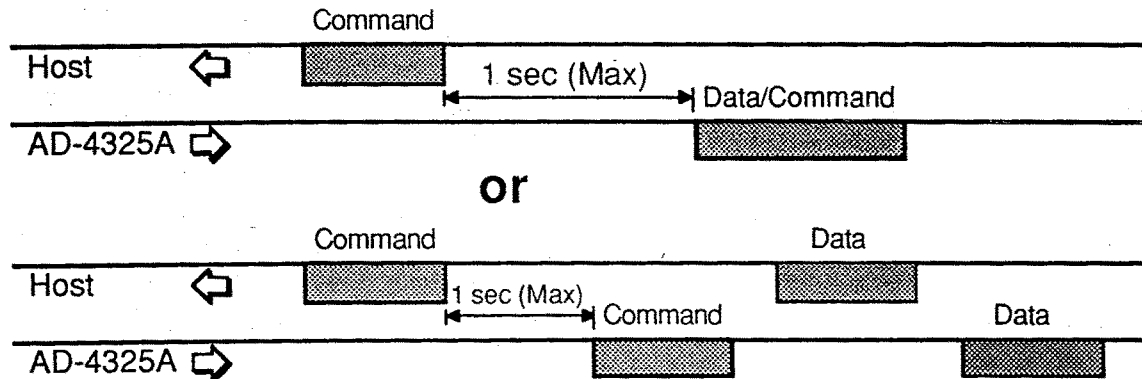 Command
Host
1 sec (Max)
Data/Command
AD-4325A
or
Command Data
Host
1 sec (Max)
Command Data
AD-4325A